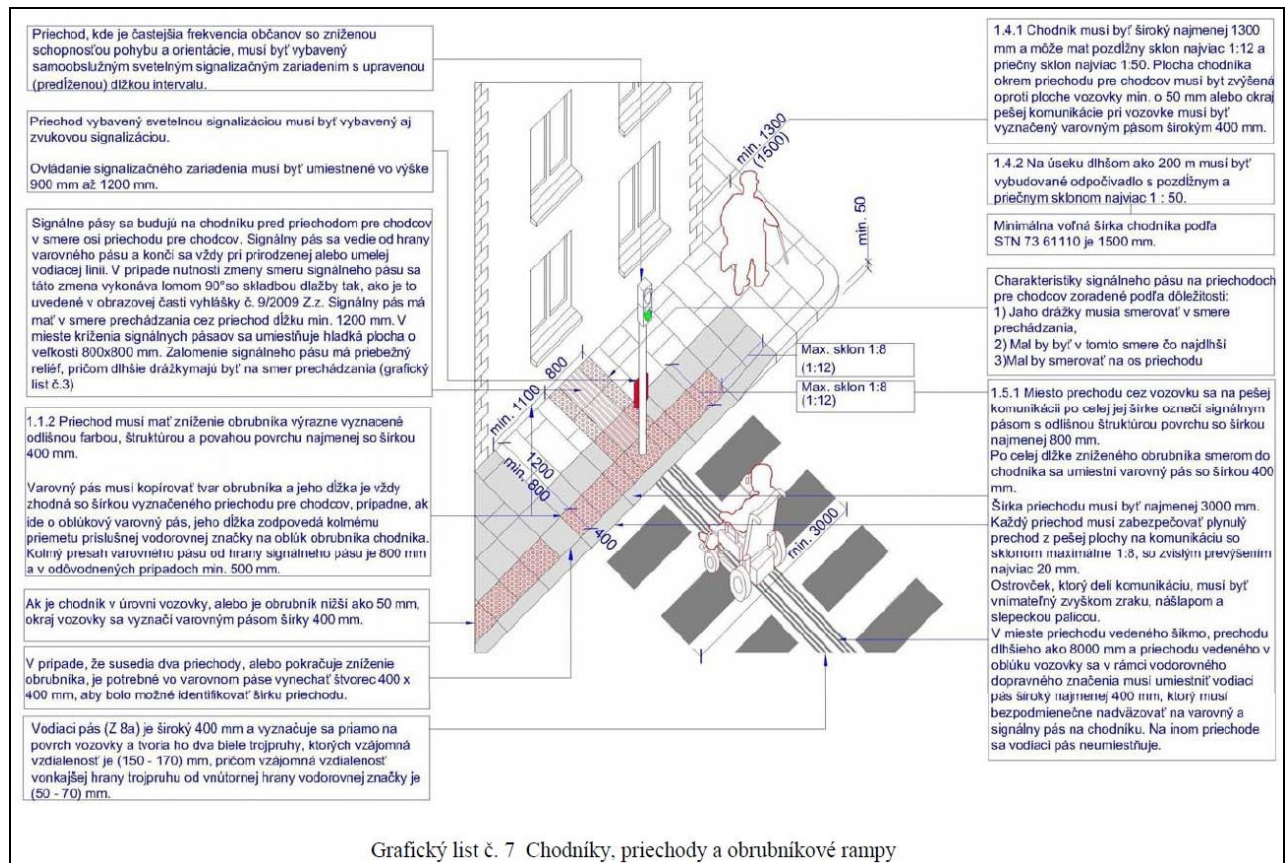 Priechod, kde je častejšia frekvencia občanov so zníženou
schopnosťou pohybu a orientácie, musí byť vybavený
samoobslužným svetelným signalizačným zariadením s upravenou
(predĺženou) dĺžkou intervalu.
Priechod vybavený svetelnou signalizáciou musí byť vybavený aj
zvukovou signalizáciou.
Ovládanie signalizačného zariadenia musí byť umiestnené vo výške
900 mm až 1200 mm.
Signálne pásy sa budujú na chodníku pred priechodom pre chodcov
v smere osi priechodu pre chodcov. Signálny pás sa vedie od hrany
varovného pásu a končí sa vždy pri prirodzenej alebo umelej
vodiacej línii. V prípade nutnosti zmeny smeru signálneho pásu sa
táto zmena vykonáva lomom 90°so skladbou dlažby tak, ako je to
uvedené v obrazovej časti vyhlášky č. 9/2009 Z.z. Signálny pás má
mať v smere prechádzania cez priechod dĺžku min. 1200 mm. V
mieste kríženia signálnych pásaov sa umiestňuje hladká plocha o
veľkosti 800x800 mm. Zalomenie signálneho pásu má priebežný
reliéf, pričom dlhšie drážkymajú byť na smer prechádzania (grafický
list č.3)
1.1.2 Priechod musí mať zníženie obrubníka výrazne vyznacené
odlišnou farbou, štruktúrou a povahou povrchu najmenej so šírkou
400 mm.
Varovný pás musí kopírovať tvar obrubníka a jeho dĺžka je vždy
zhodná so šírkou vyznačeného priechodu pre chodcov, prípadne, ak
ide o oblúkový varovný pás, jeho dĺžka zodpovedá kolmému
priemetu príslušnej vodorovnej značky na oblúk obrubníka chodníka.
Kolmý presah varovného pásu od hrany signálneho pásu je 800 mm
a v odôvodnených prípadoch min. 500 mm.
Ak je chodník v úrovni vozovky, alebo je obrubník nižší ako 50 mm,
okraj vozovky sa vyznačí varovným pásom šírky 400 mm.
V prípade, že susedia dva priechody, alebo pokračuje zníženie
obrubníka, je potrebné vo varovnom páse vynechať štvorec 400 x
400 mm, aby bolo možné identifikovať šírku priechodu.
Vodiaci pás (Z 8a) je široký 400 mm a vyznačuje sa priamo na
povrch vozovky a tvoria ho dva biele trojpruhy, ktorých vzájomná
vzdialenosť je (150 - 170) mm, pričom vzájomná vzdialenosť
vonkajšej hrany trojpruhu od vnútornej hrany vodorovnej značky je
(50 - 70) mm.
min. 1300
(1500)
min. 50
800
min. 1100
1200
min. 800
400
min. 3000
Max. sklon 1:8
(1:12)
Max. sklon 1:8
(1:12)
1.4.1 Chodník musí byť široký najmenej 1300
mm a môže mat pozdĺžny sklon najviac 1:12 a
priečny sklon najviac 1:50. Plocha chodníka
okrem priechodu pre chodcov musí byt zvýšená
oproti ploche vozovky min. o 50 mm alebo okraj
pešej komunikácie pri vozovke musí byť
vyznačený varovným pásom širokým 400 mm.
1.4.2 Na úseku dlhšom ako 200 m musí byť
vybudované odpočívadlo s pozdĺžnym a
priečnym sklonom najviac 1 : 50.
Minimálna voľná šírka chodníka podľa
STN 73 61110 je 1500 mm.
Charakteristiky signálneho pásu na priechodoch
pre chodcov zoradené podľa dôležitosti:
1) Jaho drážky musia smerovať v smere
prechádzania,
2) Mal by byť v tomto smere čo najdlhší
3)Mal by smerovať na os priechodu
1.5.1 Miesto prechodu cez vozovku sa na pešej
komunikácii po celej jej šírke označí signálnym
pásom s odlišnou štruktúrou povrchu so šírkou
najmenej 800 mm.
Po celej dĺžke zníženého obrubníka smerom do
chodníka sa umiestni varovný pás so šírkou 400
mm.
Šírka priechodu musí byť najmenej 3000 mm.
Každý priechod musí zabezpečovať plynulý
prechod z pešej plochy na komunikáciu so
sklonom maximálne 1:8, so zvislým prevýšením
najviac 20 mm.
Ostrovček, ktorý delí komunikáciu, musí byť
vnímateľný zvyškom zraku, nášlapom a
slepeckou palicou.
V mieste priechodu vedeného šikmo, prechodu
dlhšieho ako 8000 mm a priechodu vedeného v
oblúku vozovky sa v rámci vodorovného
dopravného značenia musí umiestniť vodiaci
pás široký najmenej 400 mm, ktorý musí
bezpodmienečne nadväzovať na varovný a
signálny pás na chodníku. Na inom priechode
sa vodiaci pás neumiestňuje.
Grafický list č. 7 Chodníky, priechody a obrubníkové rampy